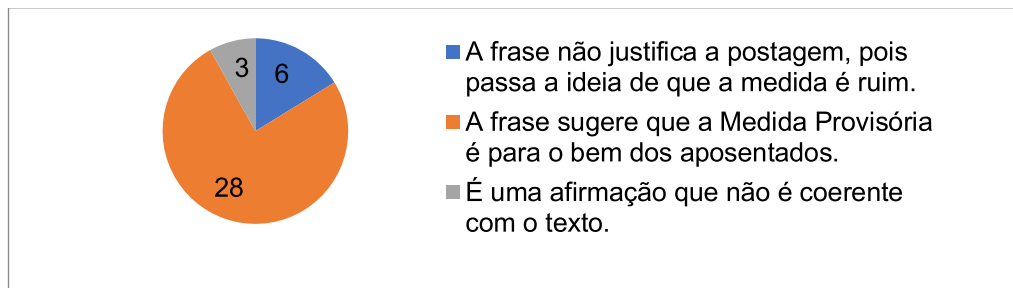 3
6
28
A frase não justifica a postagem, pois
passa a ideia de que a medida é ruim.
A frase sugere que a Medida Provisória
é para o bem dos aposentados.
É uma afirmação que não é coerente
com o texto.